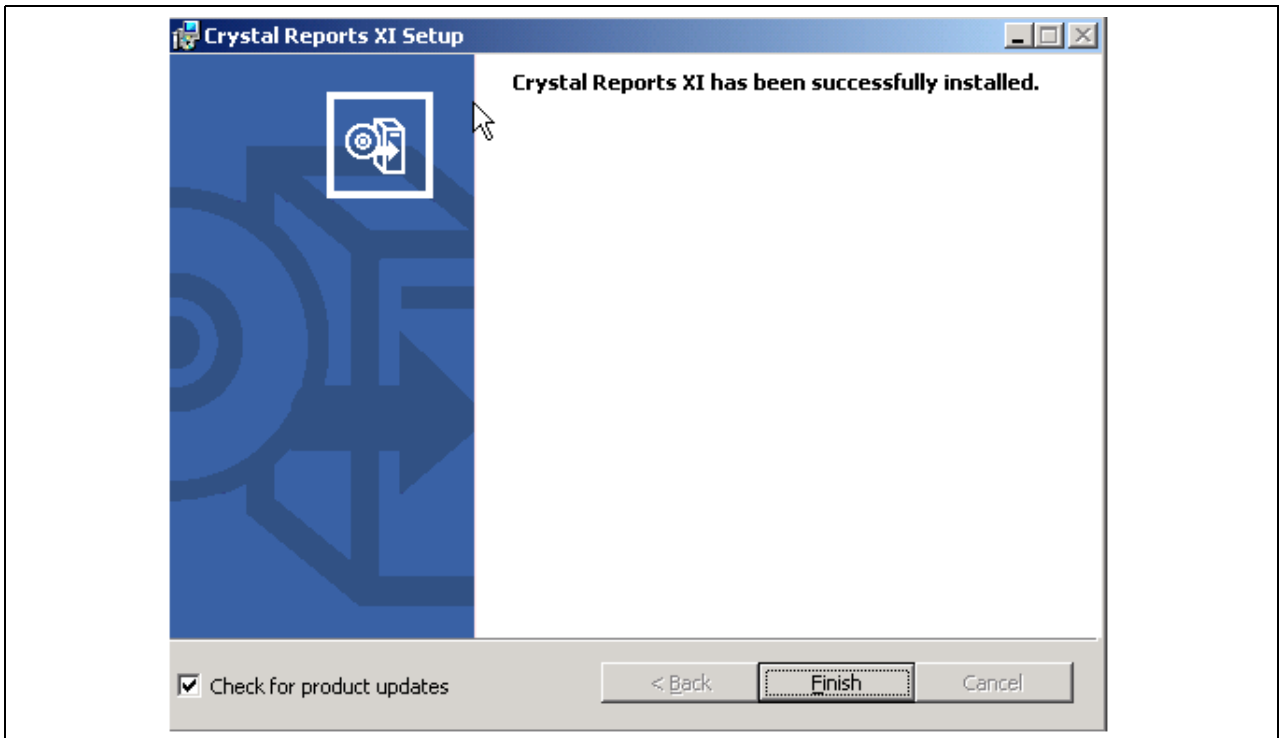 Crystal Reports XI Setup
Crystal Reports XI has been successfully installed.
Check for product updates
< Back
Finish
Cancel